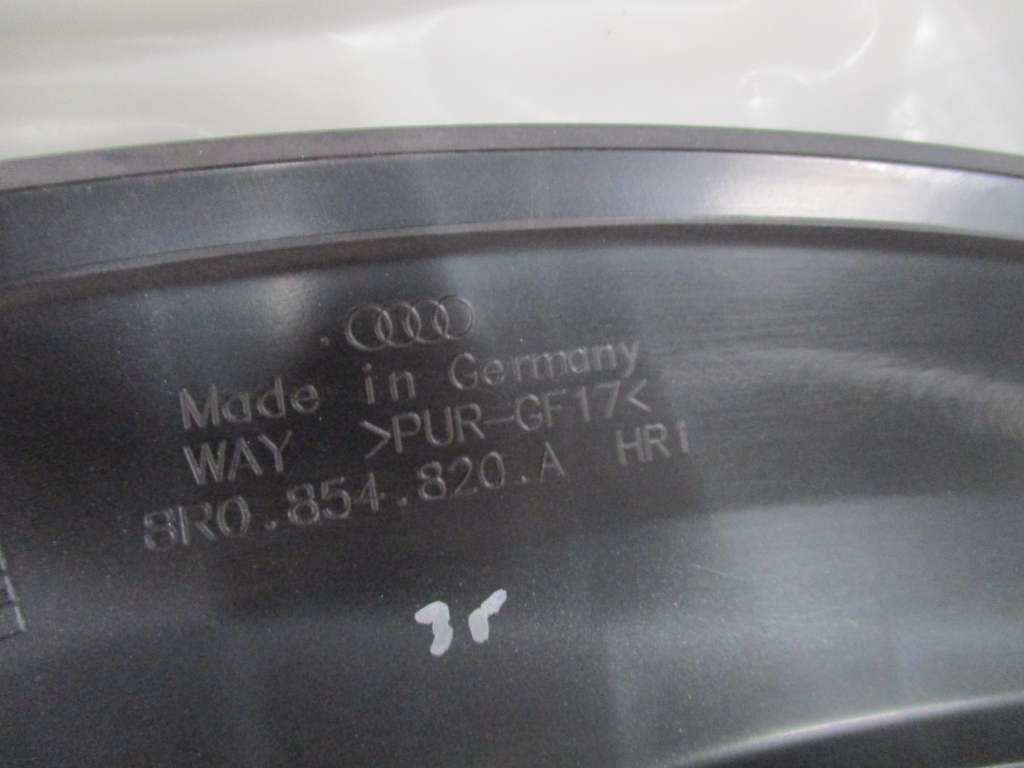 Made in Germany
WAY >PUR-GF17<
8R0.854.820.A HR1